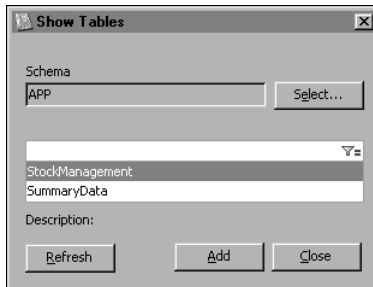 Show Tables
Schema
APP
Select...
StockManagement
SummaryData
Description:
Refresh Add Close